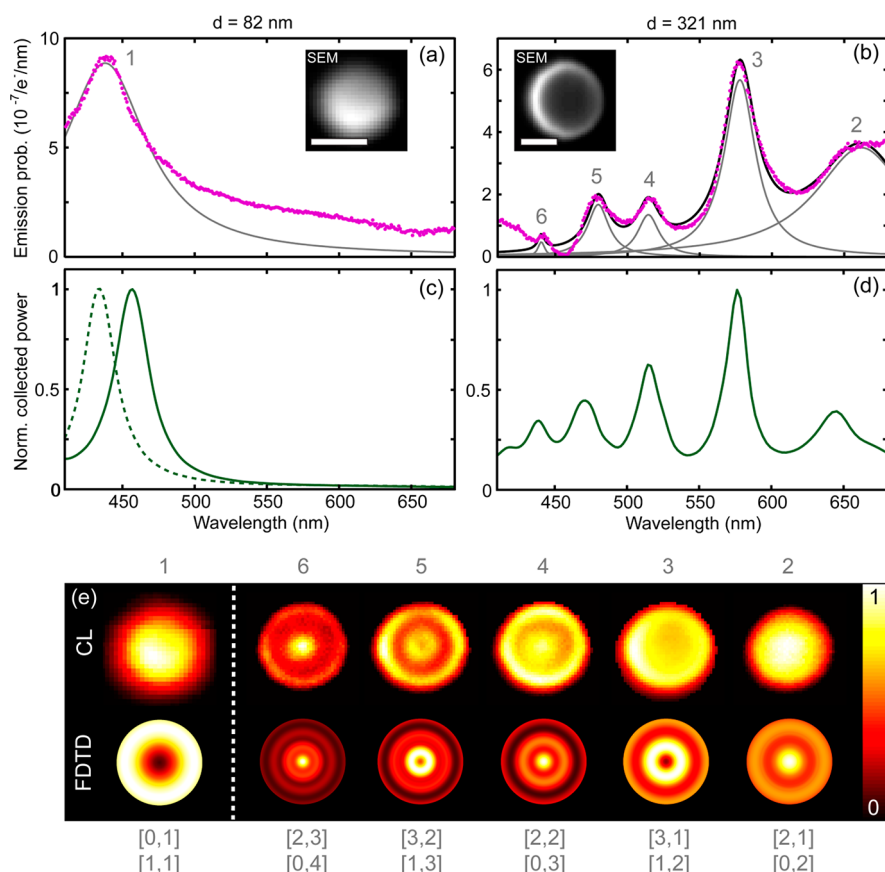 d = 82 nm
d = 321 nm
Emission prob. (10⁻⁷/e⁻/nm)
10
5
0
1
SEM
(a)
6
4
2
0
SEM
(b)
3
2
5
4
6
Norm. collected power
1
0.5
0
(c)
1
0.5
0
(d)
450 500 550 600 650
450 500 550 600 650
Wavelength (nm)
Wavelength (nm)
1 6 5 4 3 2
(e)
CL
FDTD
1
0
[0,1] [2,3] [3,2] [2,2] [3,1] [2,1]
[1,1] [0,4] [1,3] [0,3] [1,2] [0,2]